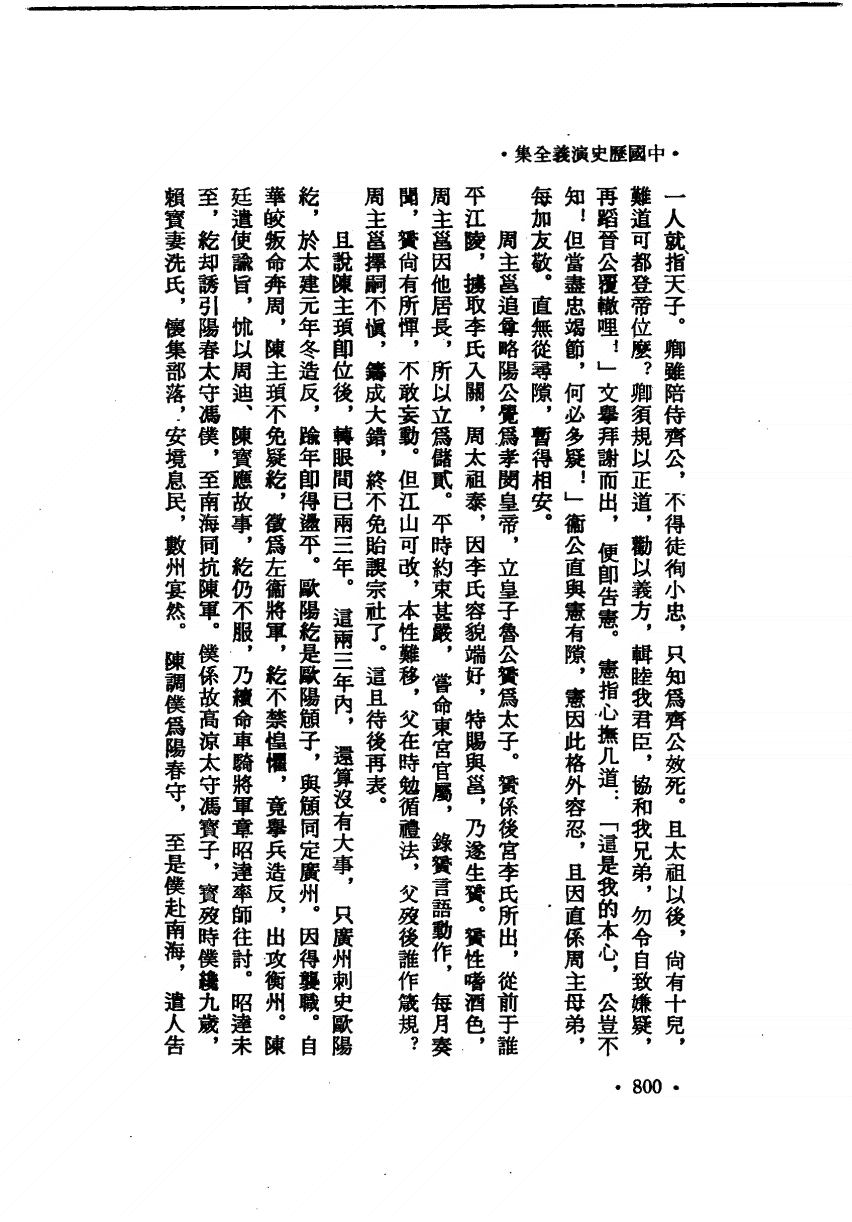 •中國歷史演義全集•
一人就指天子。卿雖陪侍齊公，不得徒徇小忠，只知爲齊公效死。且太祖以後，尚有十兒，
難道可都登帝位麼？卿須規以正道，勸以義方，輯睦我君臣，協和我兄弟，勿令自致嫌疑，
再蹈晉公覆轍哩！」文舉拜謝而出，便卽告憲。憲指心撫几道：「這是我的本心，公豈不
知！但當盡忠竭節，何必多疑！」衞公直與憲有隙，憲因此格外容忍，且因直係周主母弟，
每加友敬。直無從尋隙，暫得相安。
周主邕追尊略陽公覺爲孝閔皇帝，立皇子魯公贇爲太子。贇係後宮李氏所出，從前于謹
平江陵，擄取李氏入關，周太祖泰，因李氏容貌端好，特賜與邕，乃遂生贇。贇性嗜酒色，
周主邕因他居長，所以立爲儲貳。平時約束甚嚴，嘗命東宮官屬，錄贇言語動作，每月奏
聞，贇尚有所憚，不敢妄動。但江山可改，本性難移，父在時勉循禮法，父歿後誰作箴規？
周主邕擇嗣不愼，鑄成大錯，終不免貽誤宗社了。這且待後再表。
且說陳主頊卽位後，轉眼間已兩三年。這兩三年內，還算沒有大事，只廣州刺史歐陽
紇，於太建元年冬造反，踰年卽得盪平。歐陽紇是歐陽頠子，與頠同定廣州。因得襲職。自
華皎叛命奔周，陳主頊不免疑紇，徵爲左衞將軍，紇不禁惶懼，竟舉兵造反，出攻衡州。陳
廷遣使諭旨，怵以周迪、陳寶應故事，紇仍不服，乃續命車騎將軍章昭達率師往討。昭達未
至，紇却誘引陽春太守馮僕，至南海同抗陳軍。僕係故高涼太守馮寶子，寶歿時僕纔九歲，
賴寶妻洗氏，懷集部落，安境息民，數州宴然。陳調僕爲陽春守，至是僕赴南海，遣人告
•800•